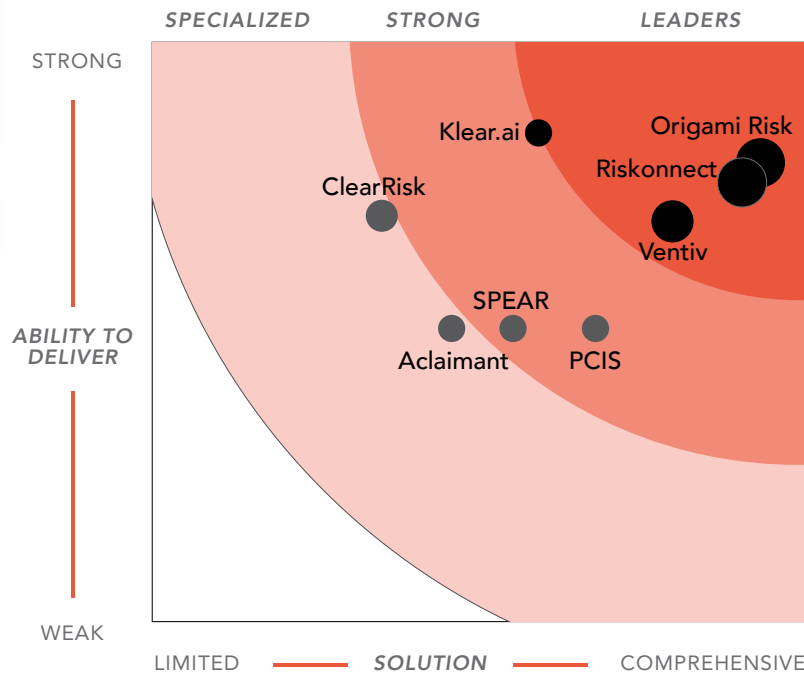 SPECIALIZED
STRONG
LEADERS
STRONG
Klear.ai
Origami Risk
Riskonnect
ClearRisk
Ventiv
SPEAR
ABILITY TO
DELIVER
Aclaimant
PCIS
WEAK
LIMITED
SOLUTION
COMPREHENSIVE